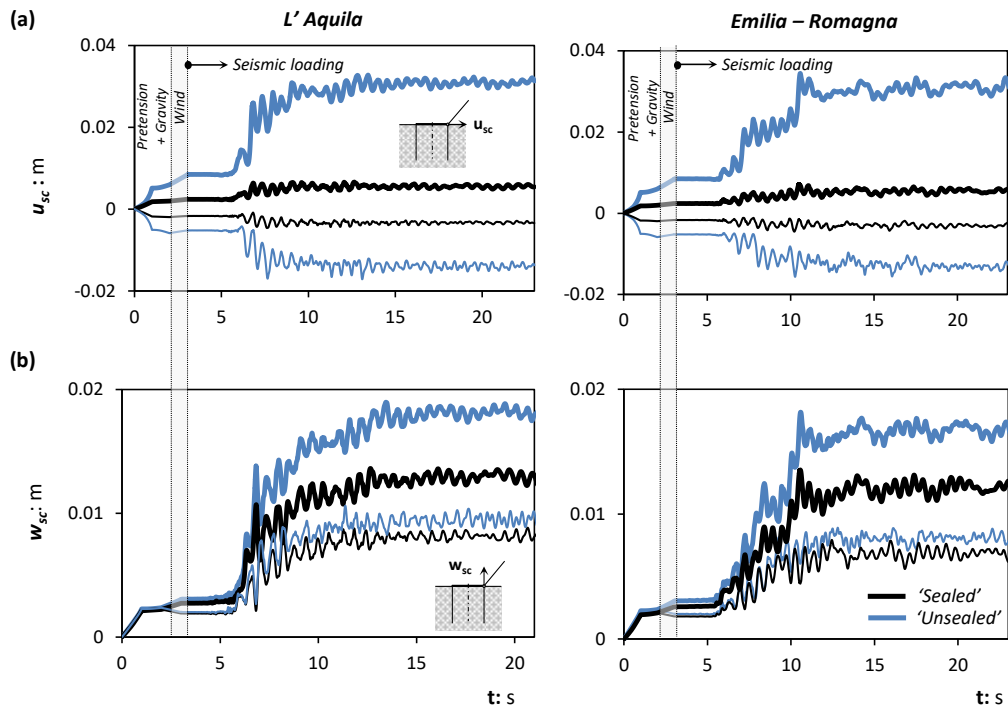 (a)
L’ Aquila
Emilia – Romagna
0.04
0.02
0
-0.02
u_sc : m
Pretension
+ Gravity
Wind
Seismic loading
u_sc
0 5 10 15 20
0.04
0.02
0
-0.02
Pretension
+ Gravity
Wind
Seismic loading
0 5 10 15 20
(b)
0.02
0.01
0
w_sc: m
w_sc
0 5 10 15 20
t: s
0.02
0.01
0
‘Sealed’
‘Unsealed’
0 5 10 15 20
t: s